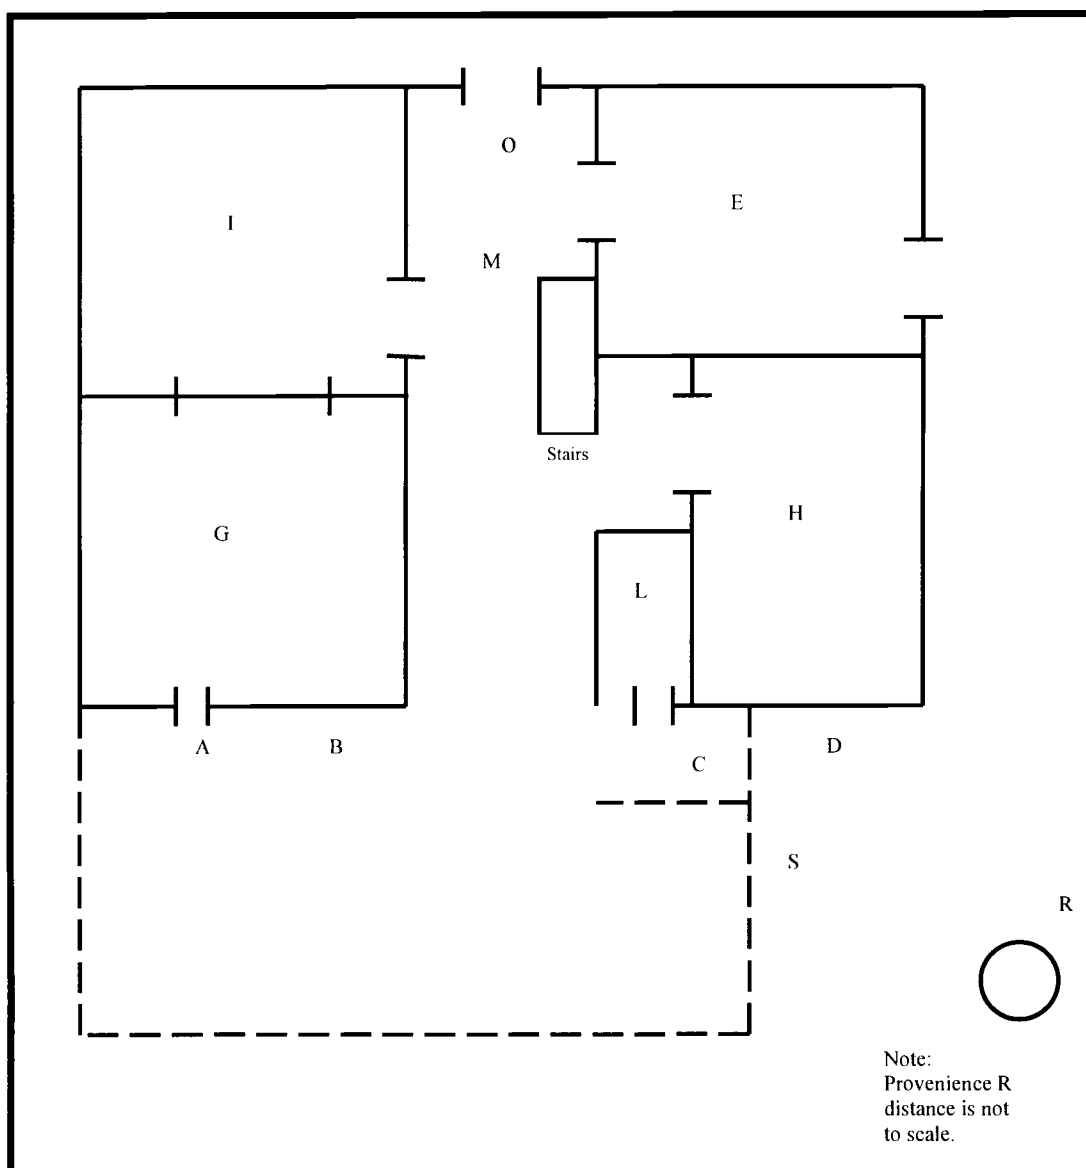 O
E
I
M
Stairs
H
G
L
A
B
D
C
S
R
Note:
Provenience R
distance is not
to scale.